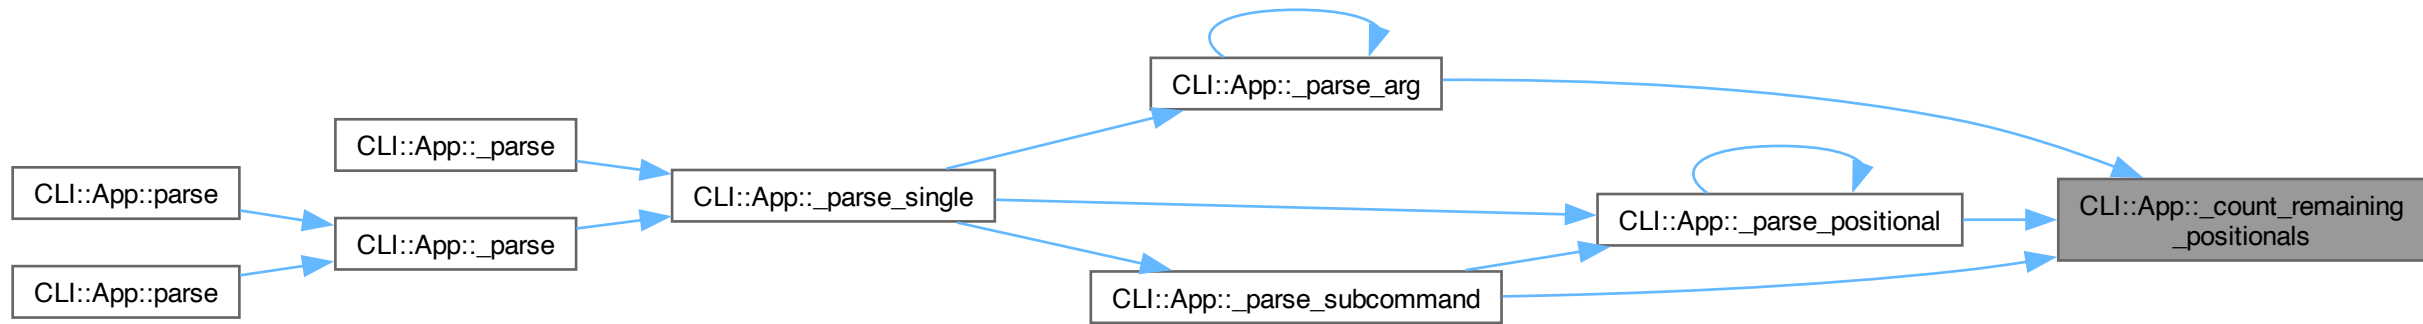 CLI::App::parse
CLI::App::parse
CLI::App::_parse
CLI::App::_parse
CLI::App::_parse_single
CLI::App::_parse_arg
CLI::App::_parse_subcommand
CLI::App::_parse_positional
CLI::App::_count_remaining
_positionals